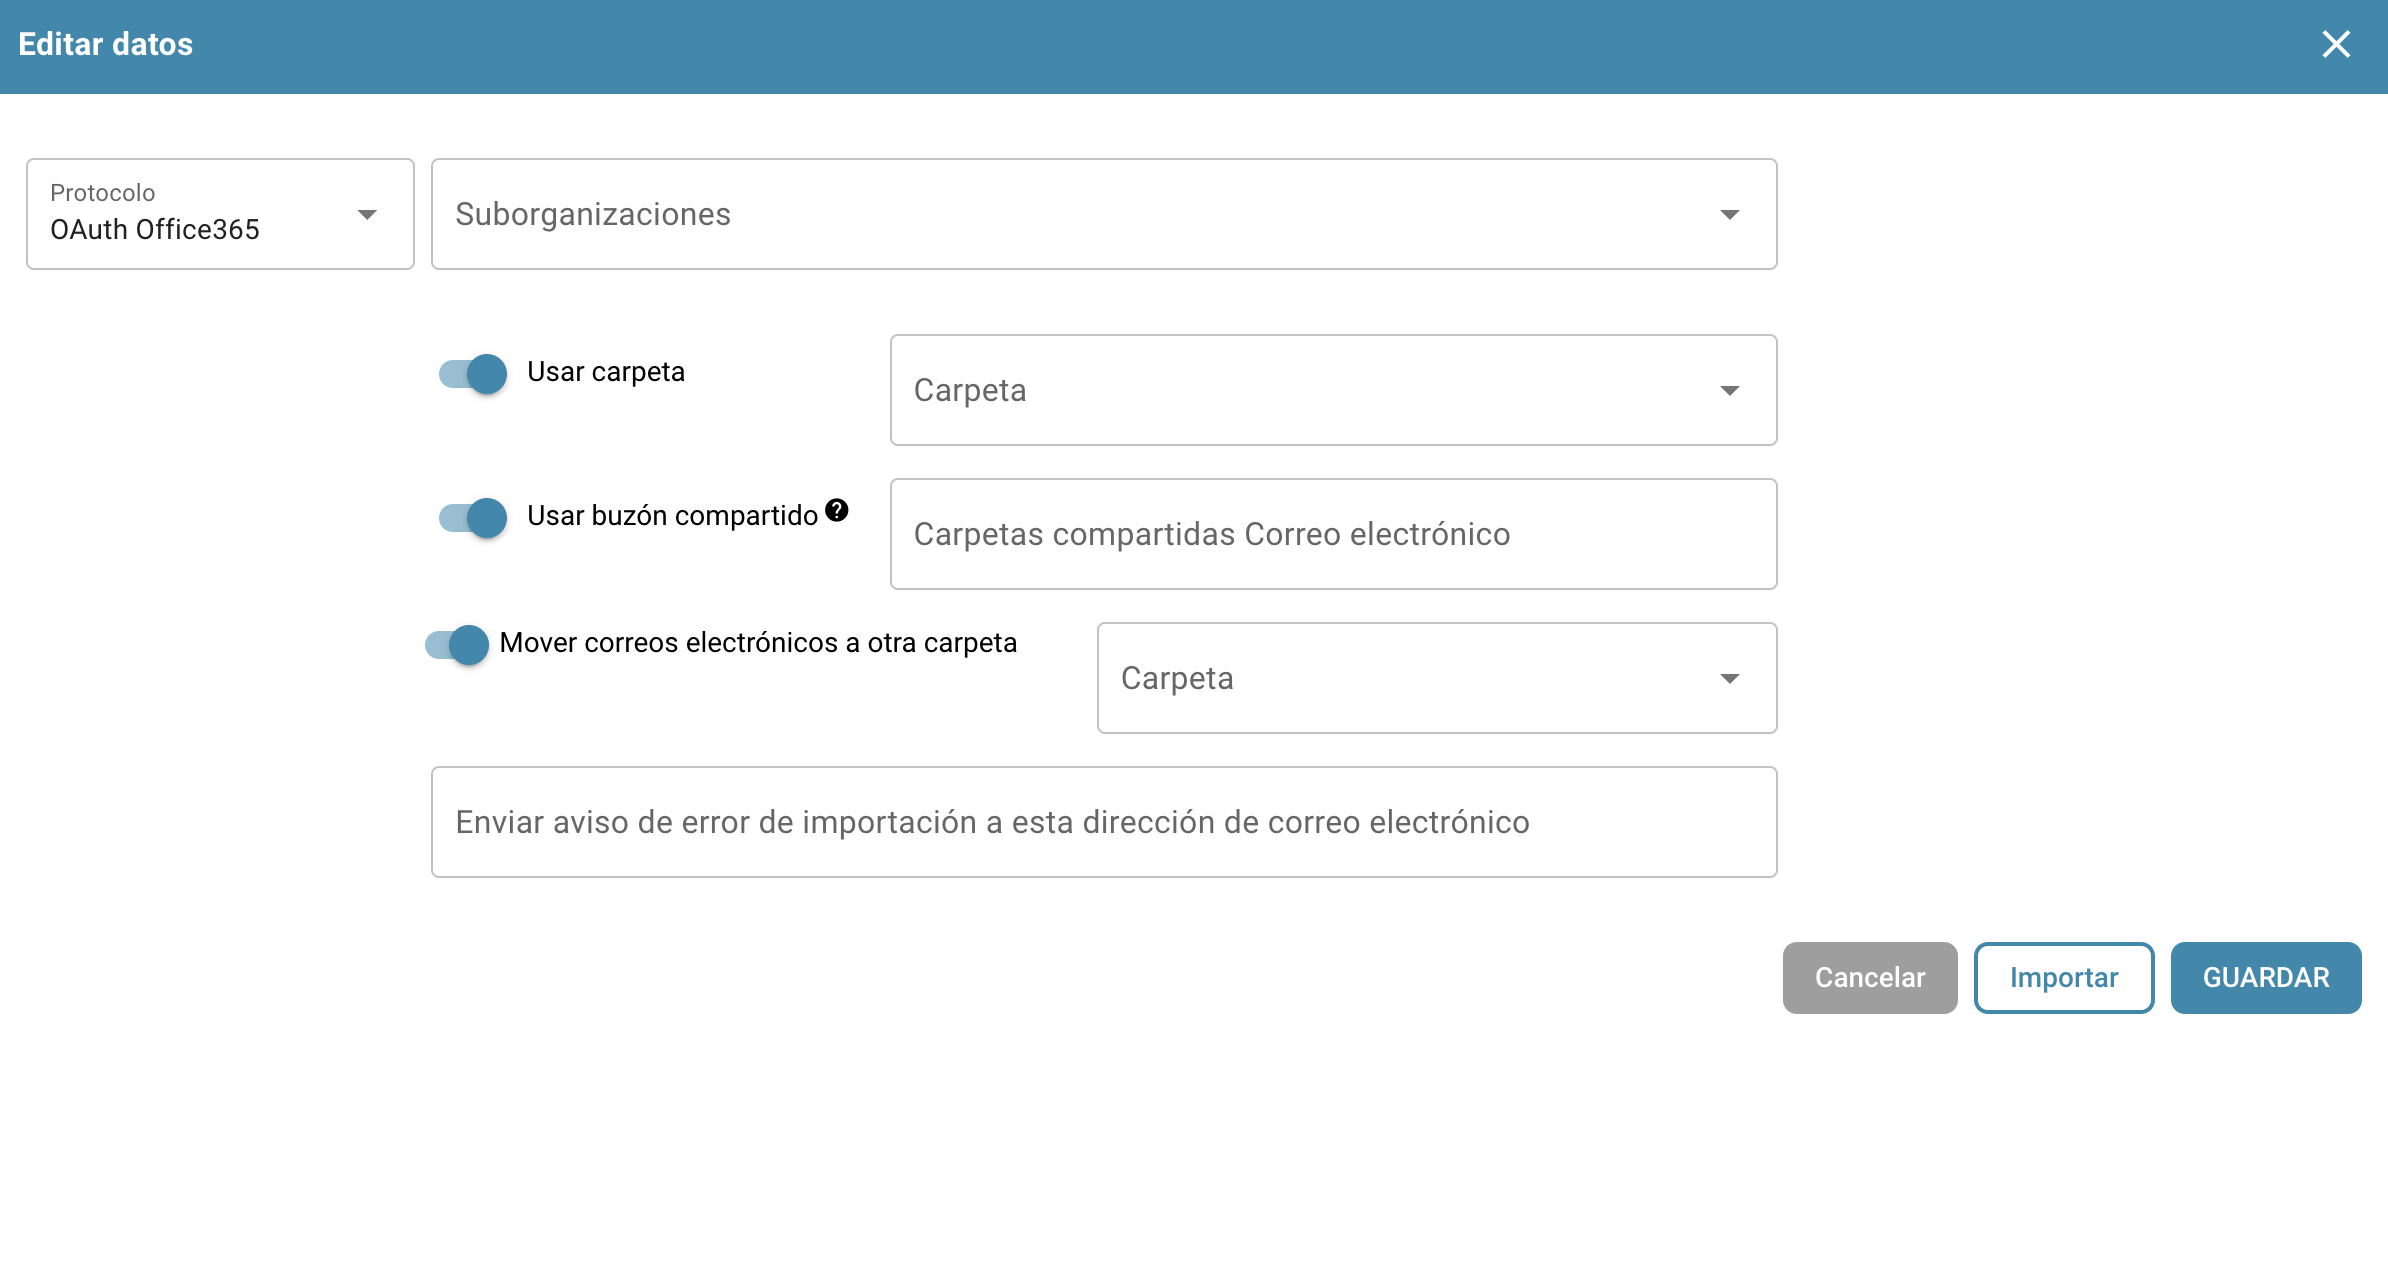 Editar datos
Protocolo
OAuth Office365
Suborganizaciones
Usar carpeta
Carpeta
Usar buzón compartido
Carpetas compartidas Correo electrónico
Mover correos electrónicos a otra carpeta
Carpeta
Enviar aviso de error de importación a esta dirección de correo electrónico
Cancelar
Importar
GUARDAR